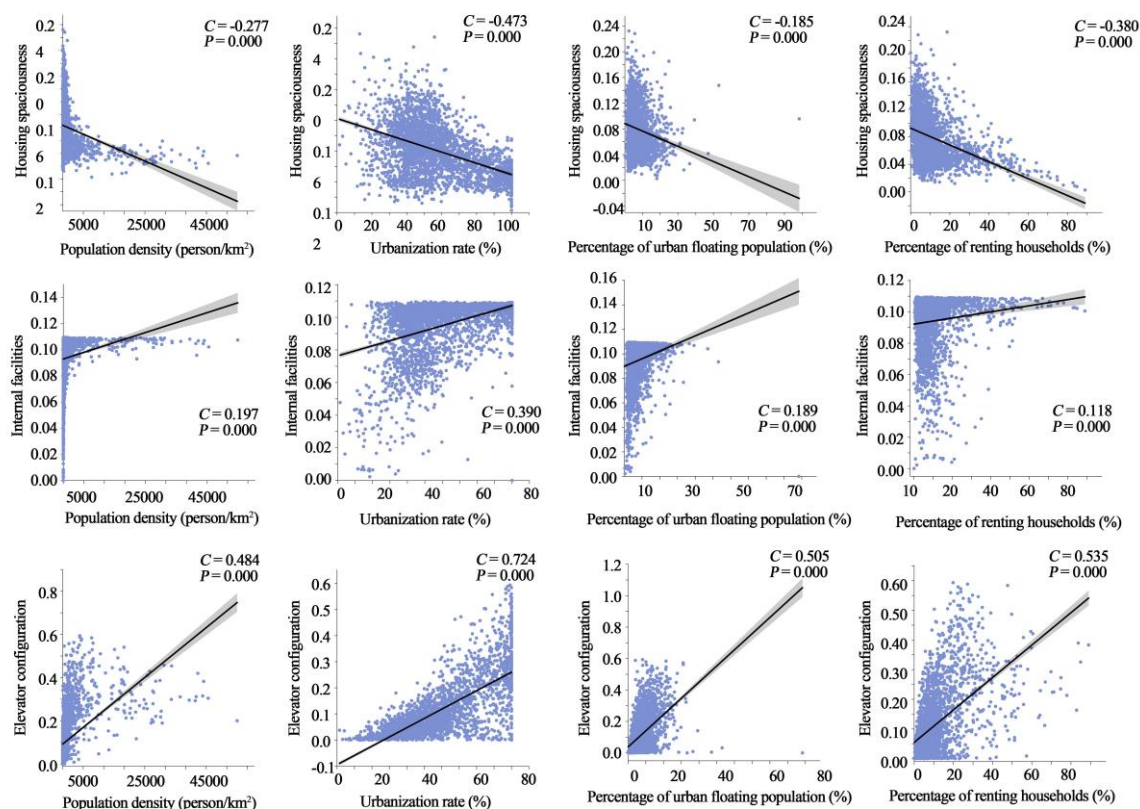 C = -0.277
P = 0.000
Housing spaciousness
0.2
4
0.2
0
0.1
6
0.1
2
5000 25000 45000
Population density (person/km²)
C = -0.473
P = 0.000
Housing spaciousness
0.2
4
0.2
0
0.1
6
0.1
2
0 20 40 60 80 100
Urbanization rate (%)
C = -0.185
P = 0.000
Housing spaciousness
0.24
0.20
0.16
0.12
0.08
0.04
0.00
-0.04
10 30 50 70 90
Percentage of urban floating population (%)
C = -0.380
P = 0.000
Housing spaciousness
0.24
0.20
0.16
0.12
0.08
0.04
0.00
0 20 40 60 80
Percentage of renting households (%)
Internal facilities
0.14
0.12
0.10
0.08
0.06
0.04
0.02
0.00
C = 0.197
P = 0.000
5000 25000 45000
Population density (person/km²)
Internal facilities
0.12
0.10
0.08
0.06
0.04
0.02
0.00
C = 0.390
P = 0.000
0 20 40 60 80
Urbanization rate (%)
Internal facilities
0.16
0.14
0.12
0.10
0.08
0.06
0.04
0.02
0.00
C = 0.189
P = 0.000
10 30 50 70
Percentage of urban floating population (%)
Internal facilities
0.12
0.10
0.08
0.06
0.04
0.02
0.00
C = 0.118
P = 0.000
10 20 40 60 80
Percentage of renting households (%)
C = 0.484
P = 0.000
Elevator configuration
1.0
0.8
0.6
0.4
0.2
0.0
5000 25000 45000
Population density (person/km²)
C = 0.724
P = 0.000
Elevator configuration
0.6
0.5
0.4
0.3
0.2
0.1
0.0
-0.1
0 20 40 60 80
Urbanization rate (%)
C = 0.505
P = 0.000
Elevator configuration
1.2
1.0
0.8
0.6
0.4
0.2
0.0
0 20 40 60 80
Percentage of urban floating population (%)
C = 0.535
P = 0.000
Elevator configuration
0.60
0.50
0.40
0.30
0.20
0.10
0.00
0 20 40 60 80
Percentage of renting households (%)